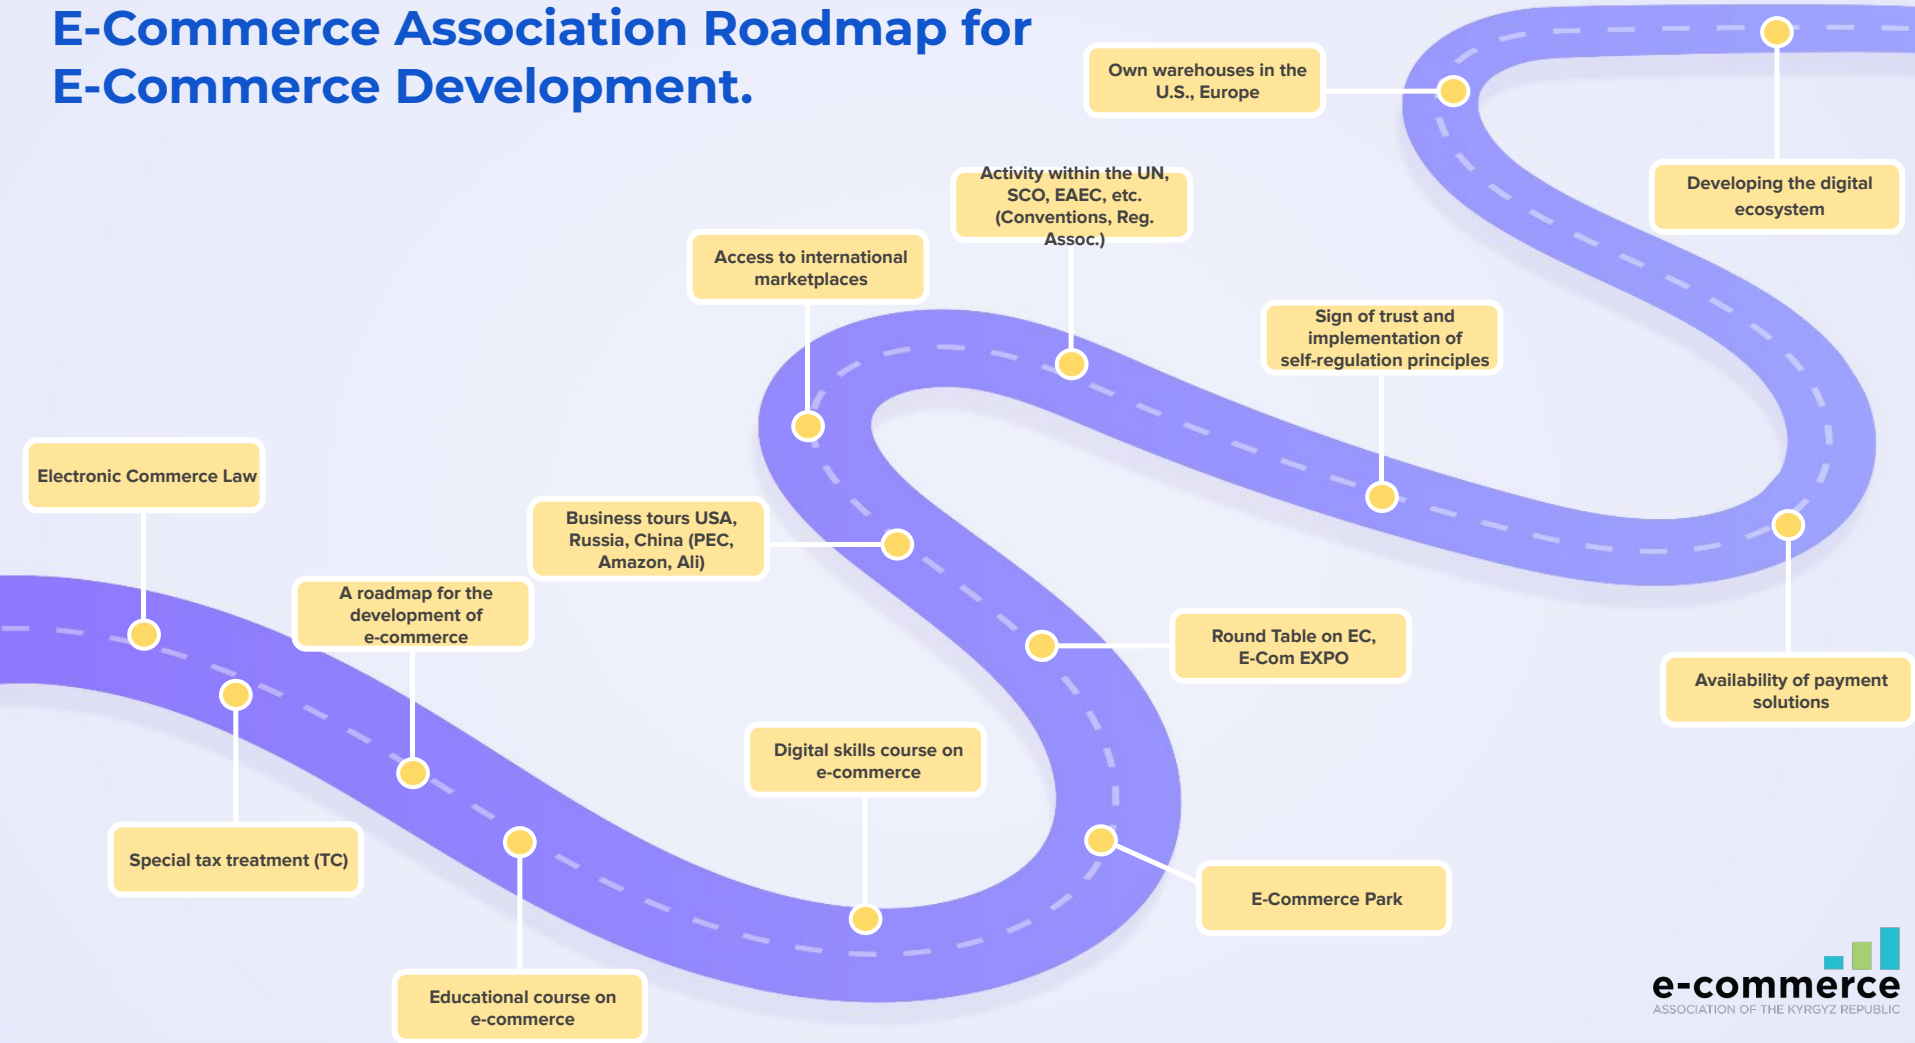 E-Commerce Association Roadmap for
E-Commerce Development.
Own warehouses in the
U.S., Europe
Developing the digital
ecosystem
Activity within the UN,
SCO, EAEC, etc.
(Conventions, Reg.
Assoc.)
Access to international
marketplaces
Sign of trust and
implementation of
self-regulation principles
Electronic Commerce Law
Business tours USA,
Russia, China (PEC,
Amazon, Ali)
A roadmap for the
development of
e-commerce
Round Table on EC,
E-Com EXPO
Availability of payment
solutions
Digital skills course on
e-commerce
Special tax treatment (TC)
E-Commerce Park
Educational course on
e-commerce
e-commerce
ASSOCIATION OF THE KYRGYZ REPUBLIC